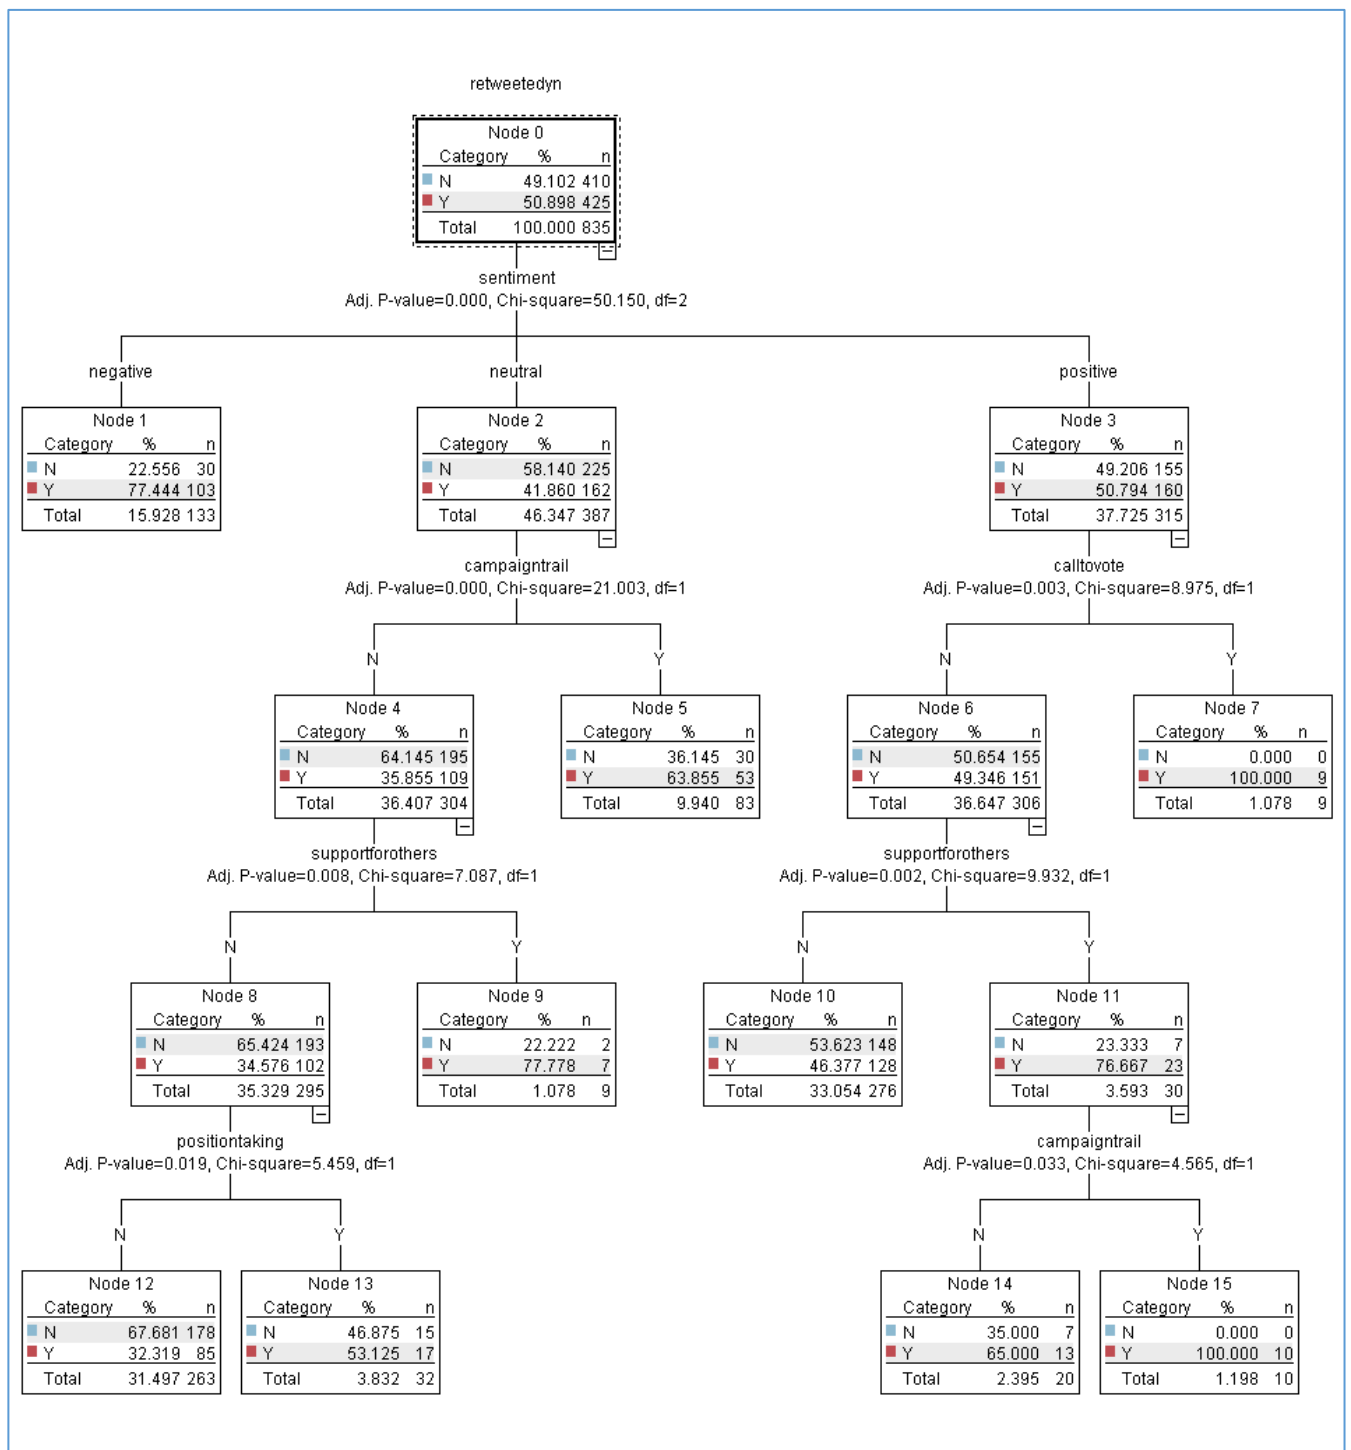 retweetedyn
Node 0
Category % n
N 49.102 410
Y 50.898 425
Total 100.000 835
sentiment
Adj. P-value=0.000, Chi-square=50.150, df=2
negative
neutral
positive
Node 1
Category % n
N 22.556 30
Y 77.444 103
Total 15.928 133
Node 2
Category % n
N 58.140 225
Y 41.860 162
Total 46.347 387
Node 3
Category % n
N 49.206 155
Y 50.794 160
Total 37.725 315
campaigntrail
Adj. P-value=0.000, Chi-square=21.003, df=1
calltovote
Adj. P-value=0.003, Chi-square=8.975, df=1
N
Y
N
Y
Node 4
Category % n
N 64.145 195
Y 35.855 109
Total 36.407 304
Node 5
Category % n
N 36.145 30
Y 63.855 53
Total 9.940 83
Node 6
Category % n
N 50.654 155
Y 49.346 151
Total 36.647 306
Node 7
Category % n
N 0.000 0
Y 100.000 9
Total 1.078 9
supportforothers
Adj. P-value=0.008, Chi-square=7.087, df=1
supportforothers
Adj. P-value=0.002, Chi-square=9.932, df=1
N
Y
N
Y
Node 8
Category % n
N 65.424 193
Y 34.576 102
Total 35.329 295
Node 9
Category % n
N 22.222 2
Y 77.778 7
Total 1.078 9
Node 10
Category % n
N 53.623 148
Y 46.377 128
Total 33.054 276
Node 11
Category % n
N 23.333 7
Y 76.667 23
Total 3.593 30
positiontaking
Adj. P-value=0.019, Chi-square=5.459, df=1
campaigntrail
Adj. P-value=0.033, Chi-square=4.565, df=1
N
Y
N
Y
Node 12
Category % n
N 67.681 178
Y 32.319 85
Total 31.497 263
Node 13
Category % n
N 46.875 15
Y 53.125 17
Total 3.832 32
Node 14
Category % n
N 35.000 7
Y 65.000 13
Total 2.395 20
Node 15
Category % n
N 0.000 0
Y 100.000 10
Total 1.198 10